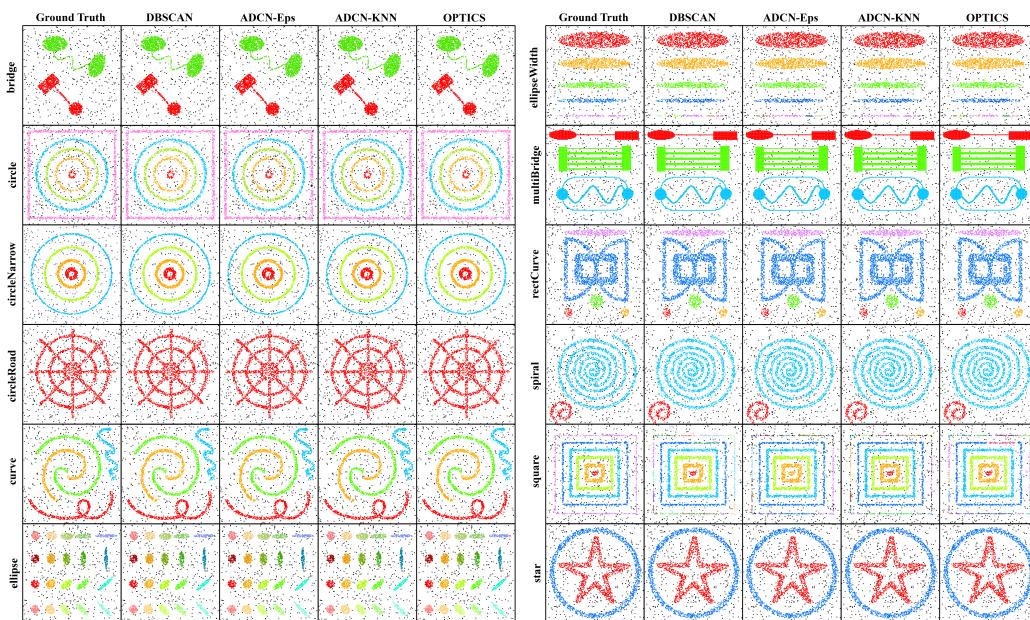 Ground Truth DBSCAN ADCN-Eps ADCN-KNN OPTICS
bridge
circle
circleNarrow
circleRoad
curve
ellipse
Ground Truth DBSCAN ADCN-Eps ADCN-KNN OPTICS
ellipseWidth
multiBridge
rectCurve
spiral
square
star